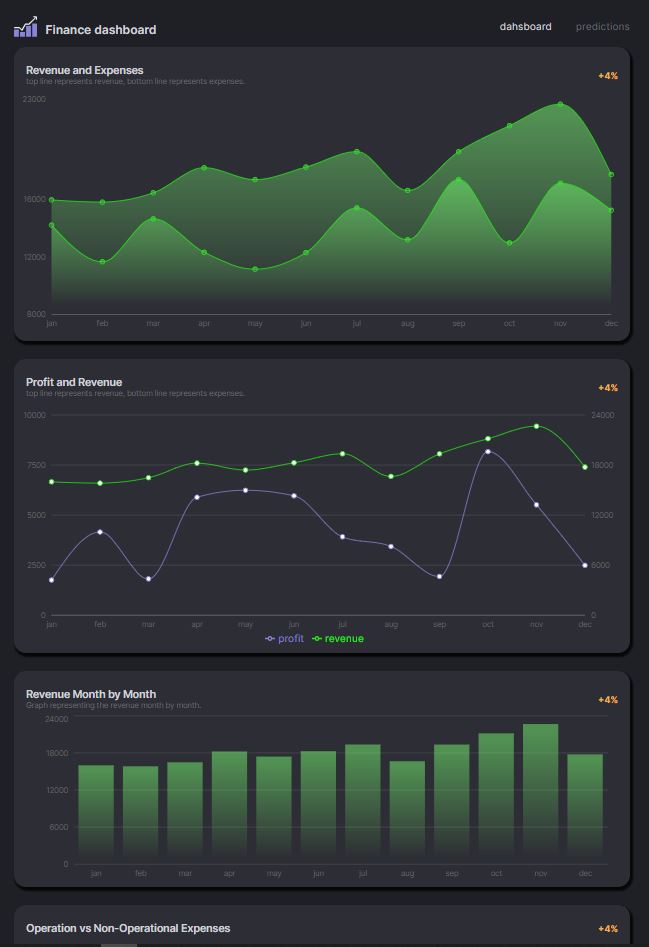 Finance dashboard
dahsboard predictions
Revenue and Expenses
top line represents revenue, bottom line represents expenses.
+4%
23000
16000
12000
8000
jan feb mar apr may jun jul aug sep oct nov dec
Profit and Revenue
top line represents revenue, bottom line represents expenses.
+4%
10000 24000
7500 18000
5000 12000
2500 6000
0 0
jan feb mar apr may jun jul aug sep oct nov dec
profit revenue
Revenue Month by Month
Graph representing the revenue month by month.
+4%
24000
18000
12000
6000
0
jan feb mar apr may jun jul aug sep oct nov dec
Operation vs Non-Operational Expenses
+4%